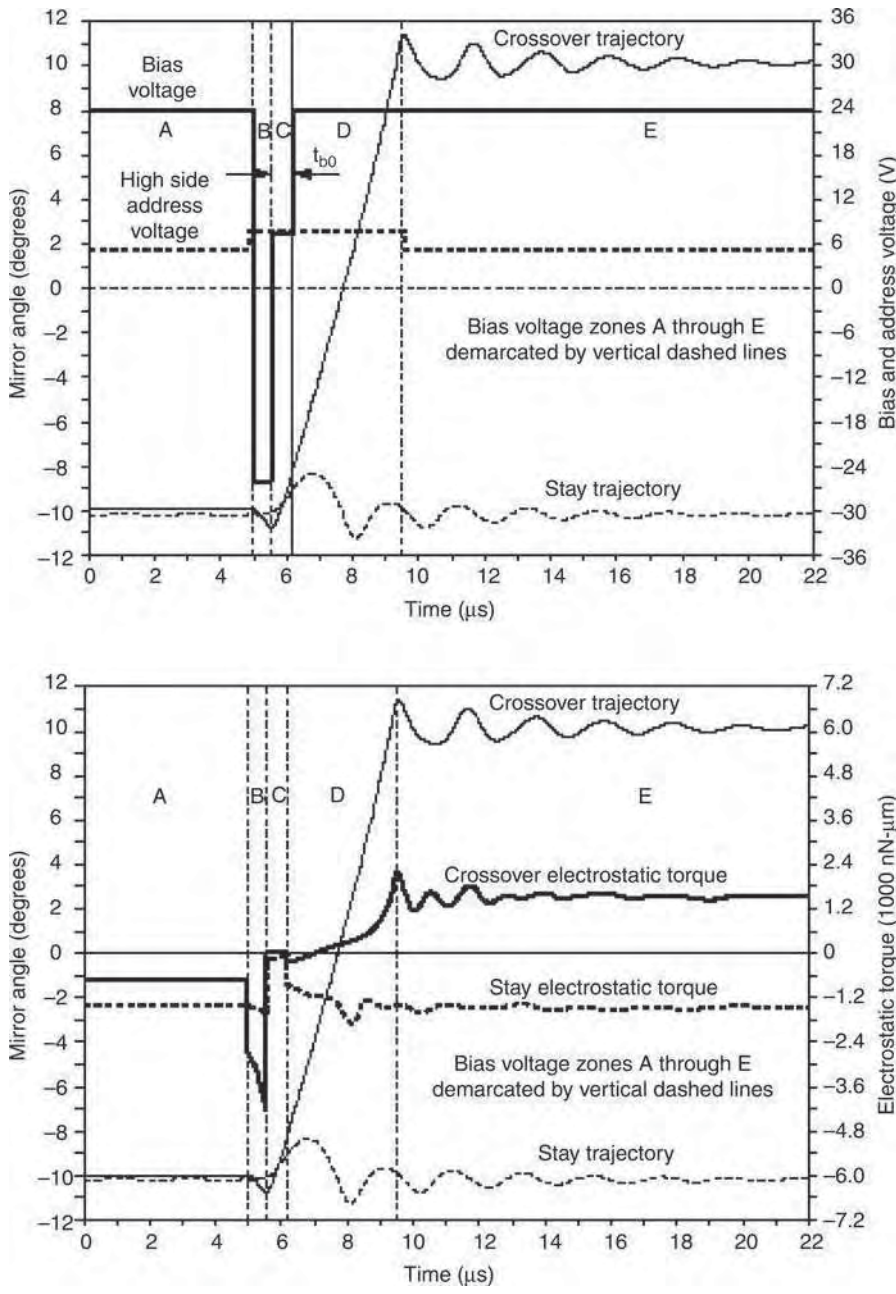 12
10
8
6
4
2
0
−2
−4
−6
−8
−10
−12
Mirror angle (degrees)
Bias
voltage
A
B
C
D
E
t_b0
High side
address
voltage
Crossover trajectory
Bias voltage zones A through E
demarcated by vertical dashed lines
Stay trajectory
36
30
24
18
12
6
0
−6
−12
−18
−24
−30
−36
Bias and address voltage (V)
0 2 4 6 8 10 12 14 16 18 20 22
Time (μs)
12
10
8
6
4
2
0
−2
−4
−6
−8
−10
−12
Mirror angle (degrees)
Crossover trajectory
A
B
C
D
E
Crossover electrostatic torque
Stay electrostatic torque
Bias voltage zones A through E
demarcated by vertical dashed lines
Stay trajectory
7.2
6.0
4.8
3.6
2.4
1.2
0
−1.2
−2.4
−3.6
−4.8
−6.0
−7.2
Electrostatic torque (1000 nN-μm)
0 2 4 6 8 10 12 14 16 18 20 22
Time (μs)